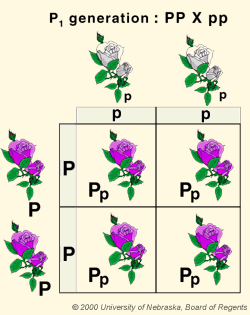 P₁ generation : PP X pp
p p
p p
P P Pp Pp
P P Pp Pp
© 2000 University of Nebraska, Board of Regents